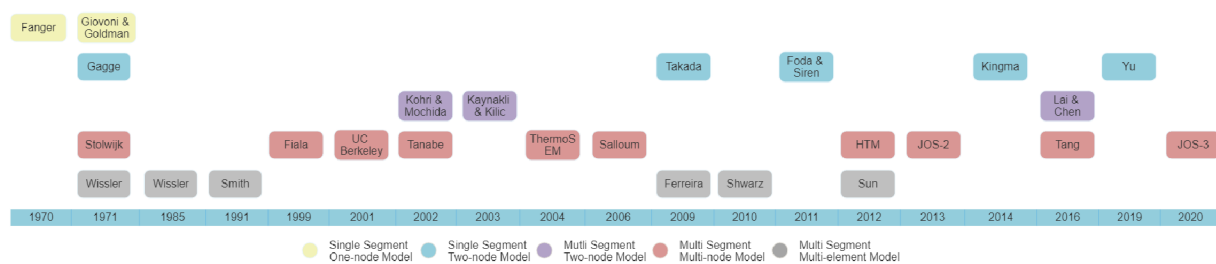 Fanger
Giovoni &
Goldman
Gagge
Takada
Foda &
Siren
Kingma
Yu
Kohri &
Mochida
Kaynakli
& Kilic
Lai &
Chen
Stolwijk
Fiala
UC
Berkeley
Tanabe
ThermoS
EM
Salloum
HTM
JOS-2
Tang
JOS-3
Wissler
Wissler
Smith
Ferreira
Shwarz
Sun
1970 1971 1985 1991 1999 2001 2002 2003 2004 2006 2009 2010 2011 2012 2013 2014 2016 2019 2020
Single Segment
One-node Model
Single Segment
Two-node Model
Mutli Segment
Two-node Model
Multi Segment
Multi-node Model
Multi Segment
Multi-element Model